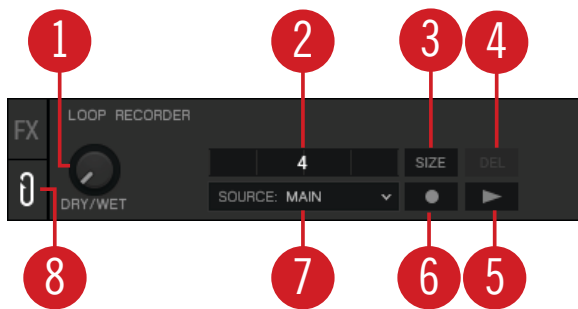 1 2 3 4
LOOP RECORDER
FX
4 SIZE DEL
DRY/WET SOURCE: MAIN
8 7 6 5